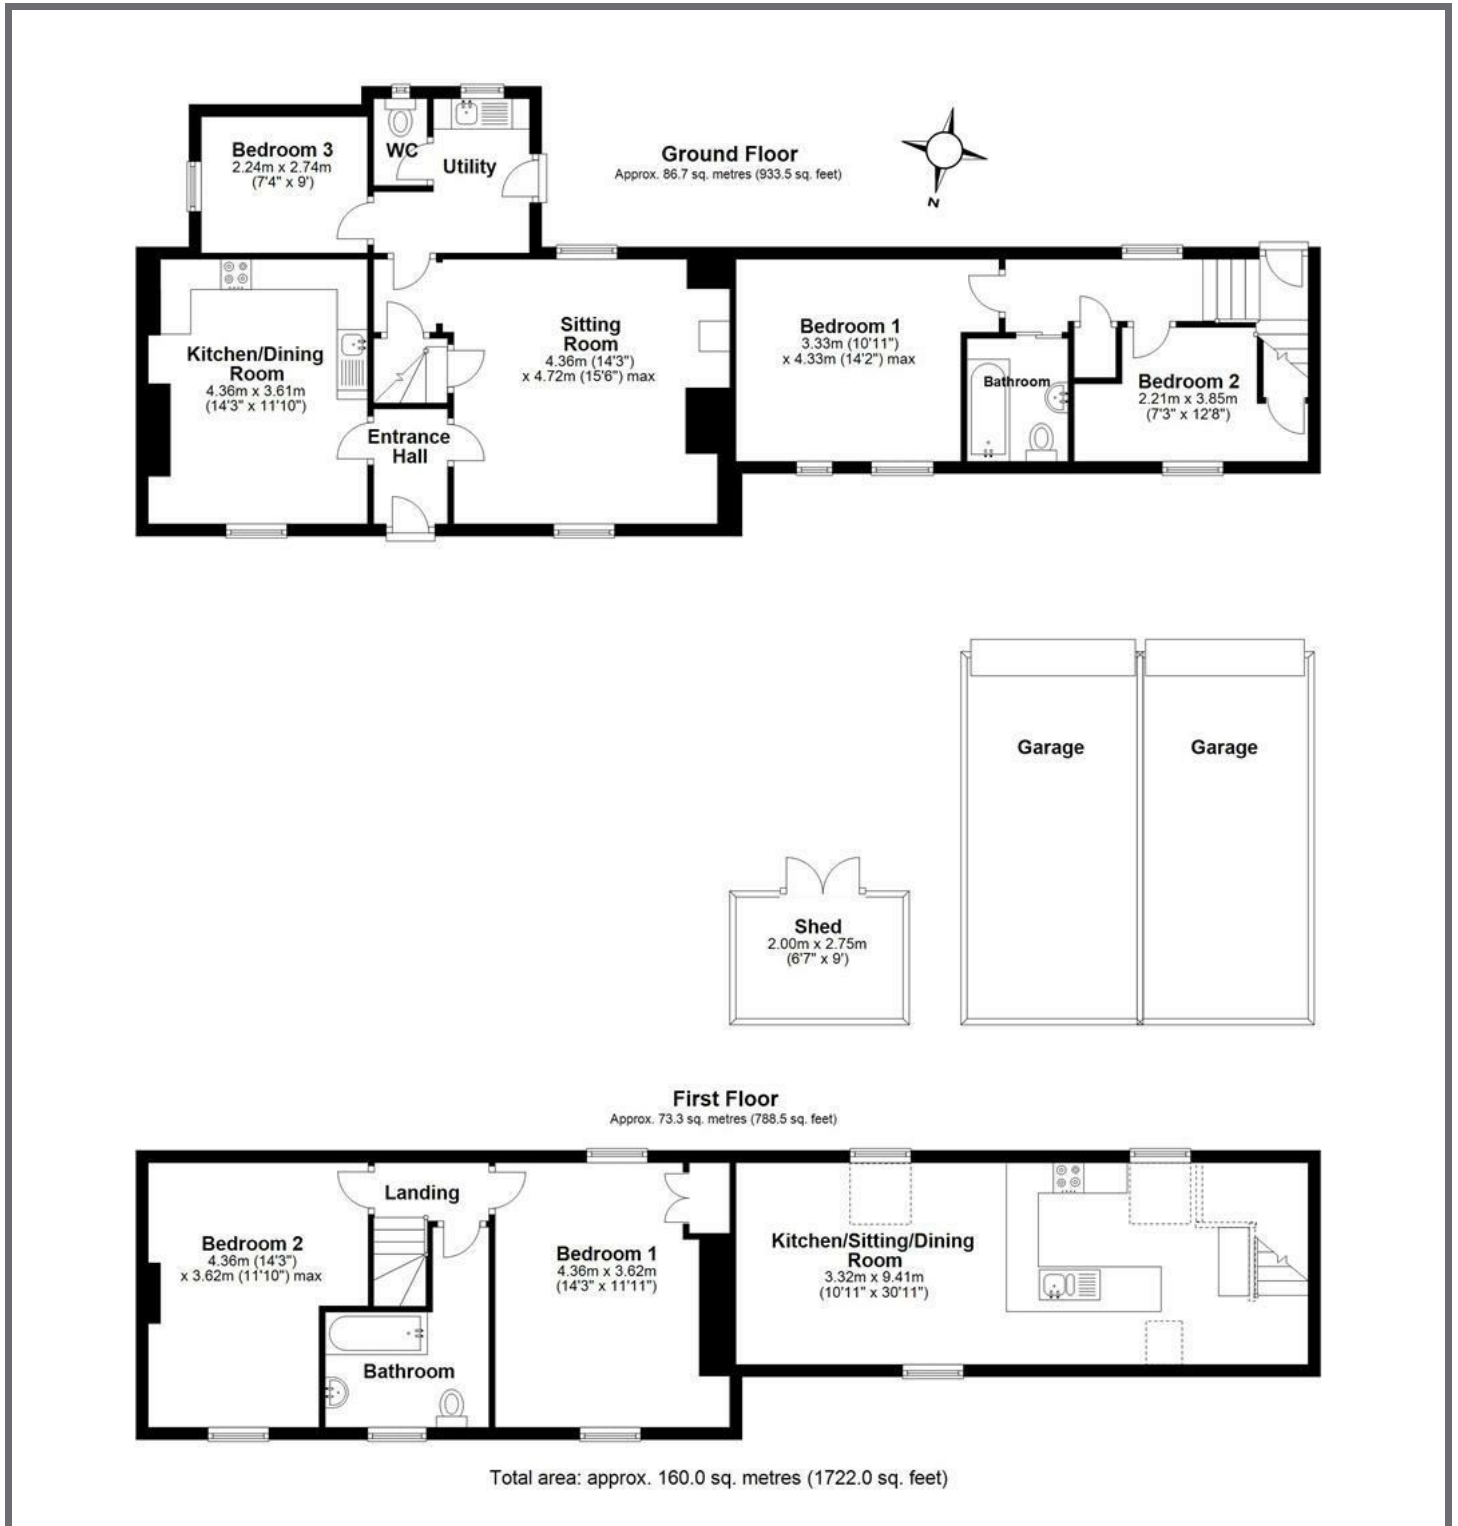 Ground Floor
Approx. 86.7 sq. metres (933.5 sq. feet)
N
Bedroom 3
2.24m x 2.74m
(7'4" x 9')
WC
Utility
Kitchen/Dining
Room
4.36m x 3.61m
(14'3" x 11'10")
Entrance
Hall
Sitting
Room
4.36m (14'3")
x 4.72m (15'6") max
Bedroom 1
3.33m (10'11")
x 4.33m (14'2") max
Bathroom
Bedroom 2
2.21m x 3.85m
(7'3" x 12'8")
Garage
Garage
Shed
2.00m x 2.75m
(6'7" x 9')
First Floor
Approx. 73.3 sq. metres (788.5 sq. feet)
Bedroom 2
4.36m (14'3")
x 3.62m (11'10") max
Landing
Bathroom
Bedroom 1
4.36m x 3.62m
(14'3" x 11'11")
Kitchen/Sitting/Dining
Room
3.32m x 9.41m
(10'11" x 30'11")
Total area: approx. 160.0 sq. metres (1722.0 sq. feet)